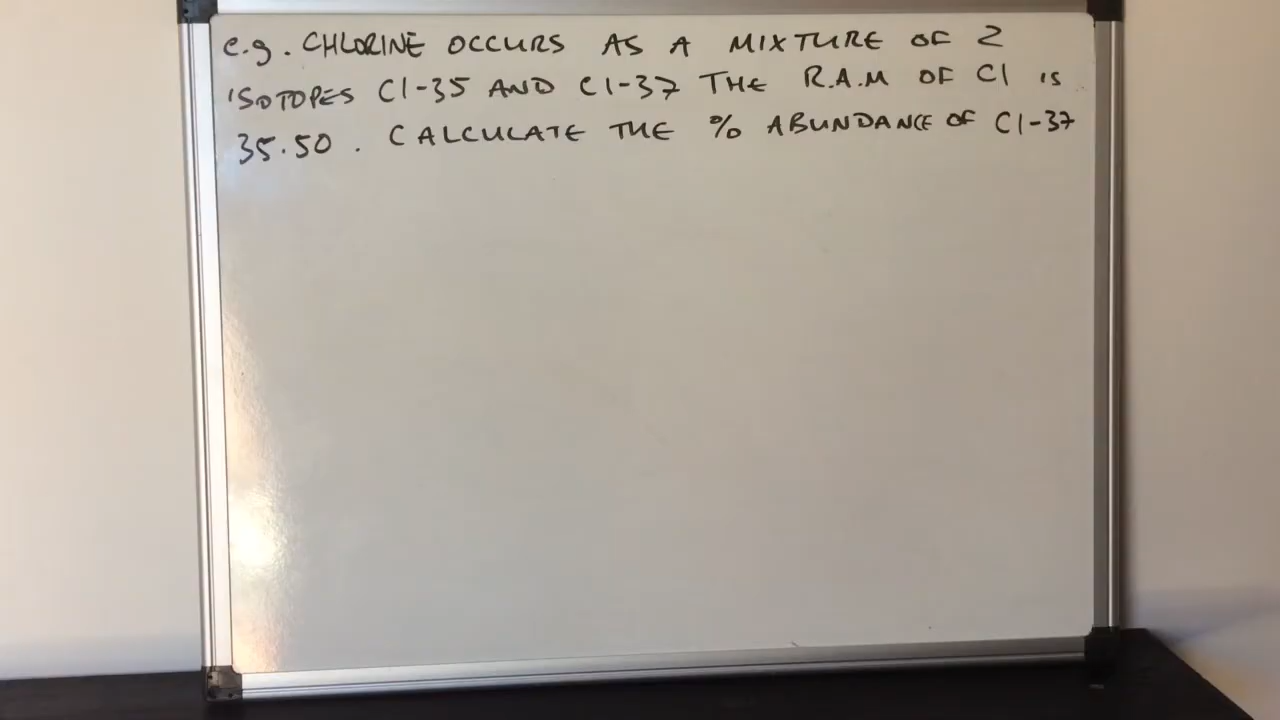 e.g. CHLORINE OCCURS AS A MIXTURE OF 2
ISOTOPES Cl-35 AND Cl-37 THE R.A.M OF Cl is
35.50. CALCULATE THE % ABUNDANCE OF Cl-37